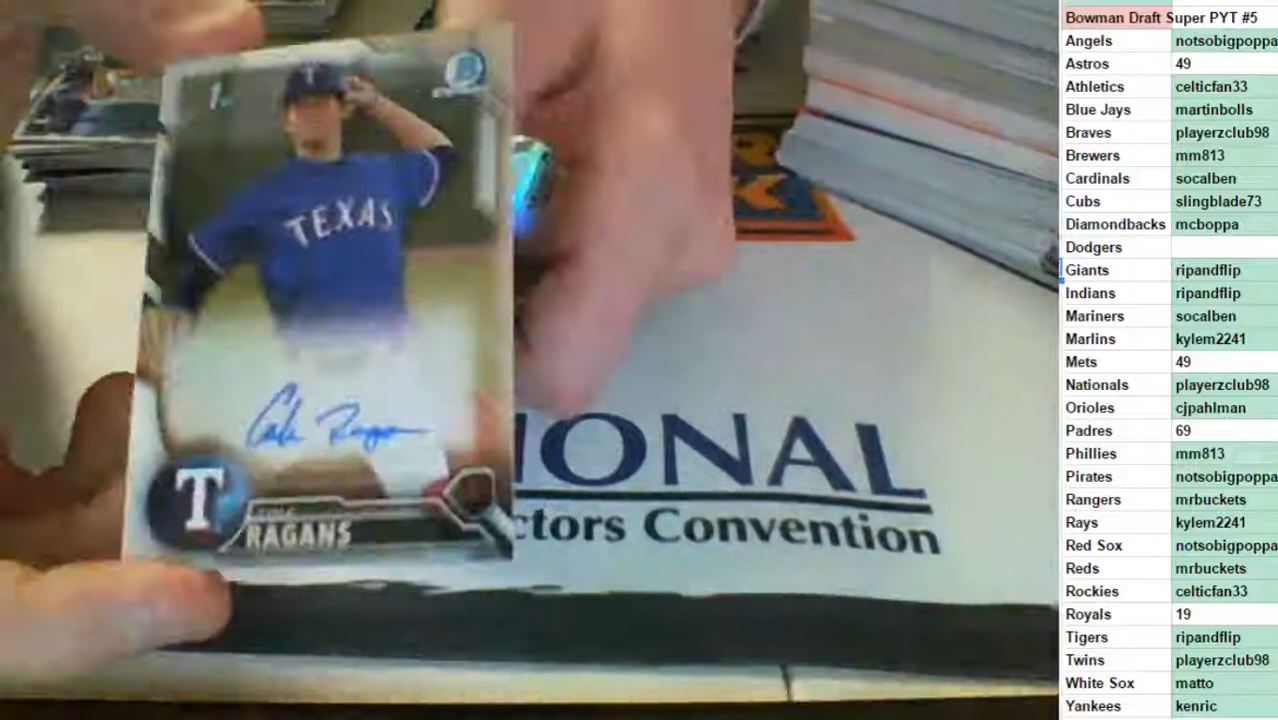 TEXAS
Cole Ragans
T
RAGANS
IONAL
ctors Convention
Bowman Draft Super PYT #5
Angels notsobigpoppa
Astros 49
Athletics celticfan33
Blue Jays martinbolls
Braves playerzclub98
Brewers mm813
Cardinals socalben
Cubs slingblade73
Diamondbacks mcboppa
Dodgers
Giants ripandflip
Indians ripandflip
Mariners socalben
Marlins kylem2241
Mets 49
Nationals playerzclub98
Orioles cjpahlman
Padres 69
Phillies mm813
Pirates notsobigpoppa
Rangers mrbuckets
Rays kylem2241
Red Sox notsobigpoppa
Reds mrbuckets
Rockies celticfan33
Royals 19
Tigers ripandflip
Twins playerzclub98
White Sox matto
Yankees kenric